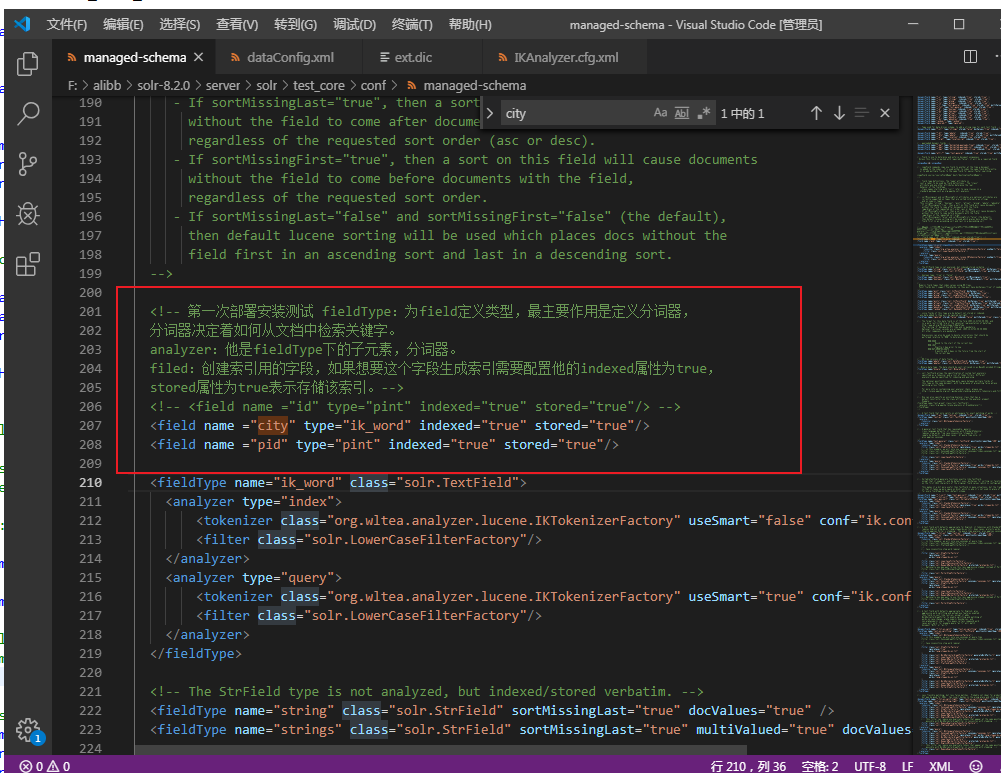 文件(F) 编辑(E) 选择(S) 查看(V) 转到(G) 调试(D) 终端(T) 帮助(H) managed-schema - Visual Studio Code [管理员]
managed-schema dataConfig.xml ext.dic IKAnalyzer.cfg.xml
F: > alibb > solr-8.2.0 > server > solr > test_core > conf > managed-schema
city Aa Abl .* 1 中的 1
190 - If sortMissingLast="true", then a sort
191 without the field to come after docume
192 regardless of the requested sort order (asc or desc).
193 - If sortMissingFirst="true", then a sort on this field will cause documents
194 without the field to come before documents with the field,
195 regardless of the requested sort order.
196 - If sortMissingLast="false" and sortMissingFirst="false" (the default),
197 then default lucene sorting will be used which places docs without the
198 field first in an ascending sort and last in a descending sort.
199 -->
200
201 <!-- 第一次部署安装测试 fieldType：为field定义类型，最主要作用是定义分词器，
202 分词器决定着如何从文档中检索关键字。
203 analyzer：他是fieldType下的子元素，分词器。
204 filed：创建索引用的字段，如果想要这个字段生成索引需要配置他的indexed属性为true，
205 stored属性为true表示存储该索引。-->
206 <!-- <field name ="id" type="pint" indexed="true" stored="true"/> -->
207 <field name ="city" type="ik_word" indexed="true" stored="true"/>
208 <field name ="pid" type="pint" indexed="true" stored="true"/>
209
210 <fieldType name="ik_word" class="solr.TextField">
211 <analyzer type="index">
212 <tokenizer class="org.wltea.analyzer.lucene.IKTokenizerFactory" useSmart="false" conf="ik.con
213 <filter class="solr.LowerCaseFilterFactory"/>
214 </analyzer>
215 <analyzer type="query">
216 <tokenizer class="org.wltea.analyzer.lucene.IKTokenizerFactory" useSmart="true" conf="ik.conf
217 <filter class="solr.LowerCaseFilterFactory"/>
218 </analyzer>
219 </fieldType>
220
221 <!-- The StrField type is not analyzed, but indexed/stored verbatim. -->
222 <fieldType name="string" class="solr.StrField" sortMissingLast="true" docValues="true" />
223 <fieldType name="strings" class="solr.StrField" sortMissingLast="true" multiValued="true" docValues
224
1
0 0 行 210，列 36 空格: 2 UTF-8 LF XML